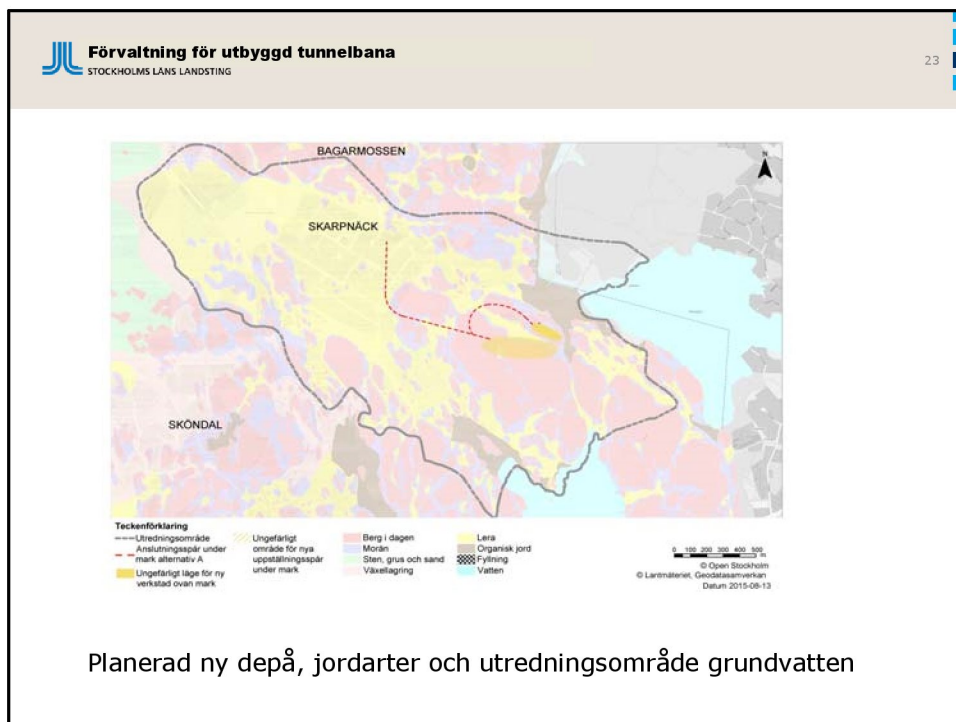 Förvaltning för utbyggd tunnelbana
STOCKHOLMS LÄNS LANDSTING
23
BAGARMOSSEN
N
SKARPNÄCK
SKÖNDAL
Teckenförklaring
Utredningsområde
Anslutningsspår under
mark alternativ A
Ungefärligt läge för ny
verkstad ovan mark
Ungefärligt
område för nya
uppställningsspår
under mark
Berg i dagen
Morän
Sten, grus och sand
Växellagring
Lera
Organisk jord
Fyllning
Vatten
0 100 200 300 400 500
m
© Open Stockholm
© Lantmäteriet, Geodatasamverkan
Datum 2015-08-13
Planerad ny depå, jordarter och utredningsområde grundvatten